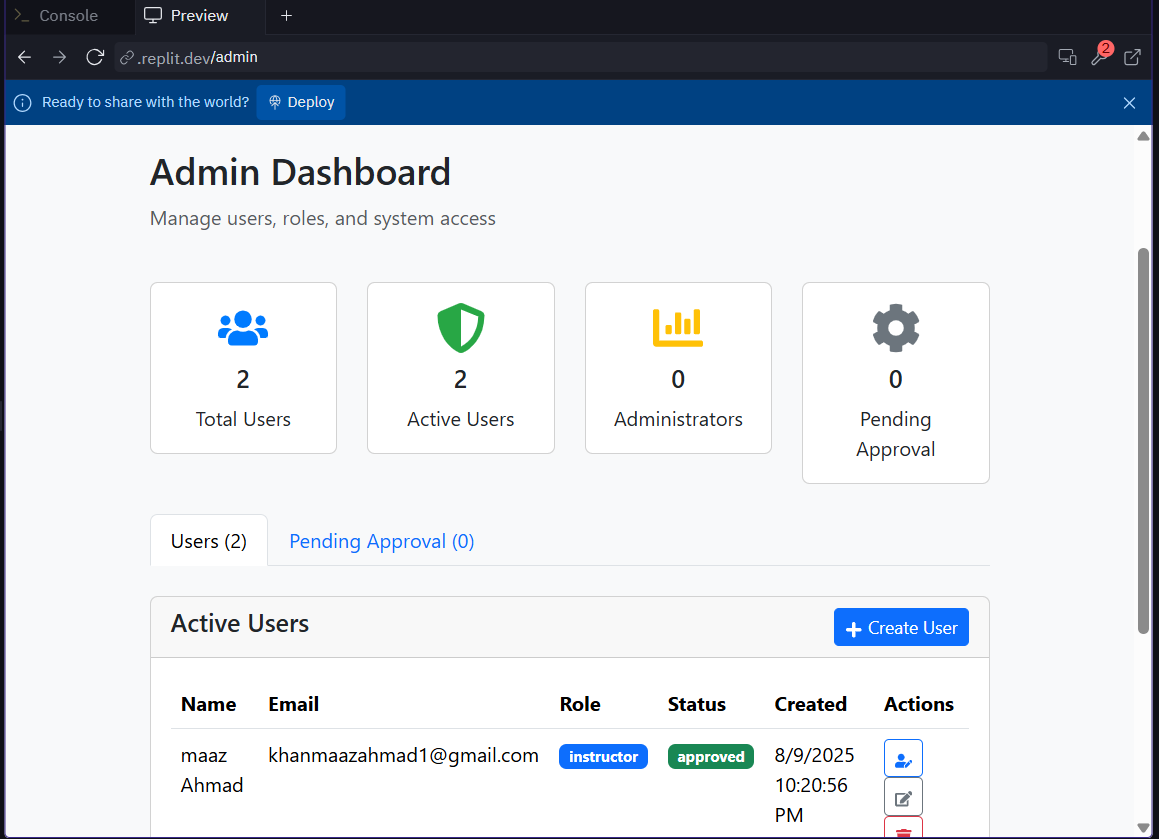 Console
Preview
.replit.dev/admin
2
Ready to share with the world?
Deploy
Admin Dashboard
Manage users, roles, and system access
2
Total Users
2
Active Users
0
Administrators
0
Pending
Approval
Users (2)
Pending Approval (0)
Active Users
Create User
Name Email Role Status Created Actions
maaz khanmaazahmad1@gmail.com instructor approved 8/9/2025
Ahmad 10:20:56
PM